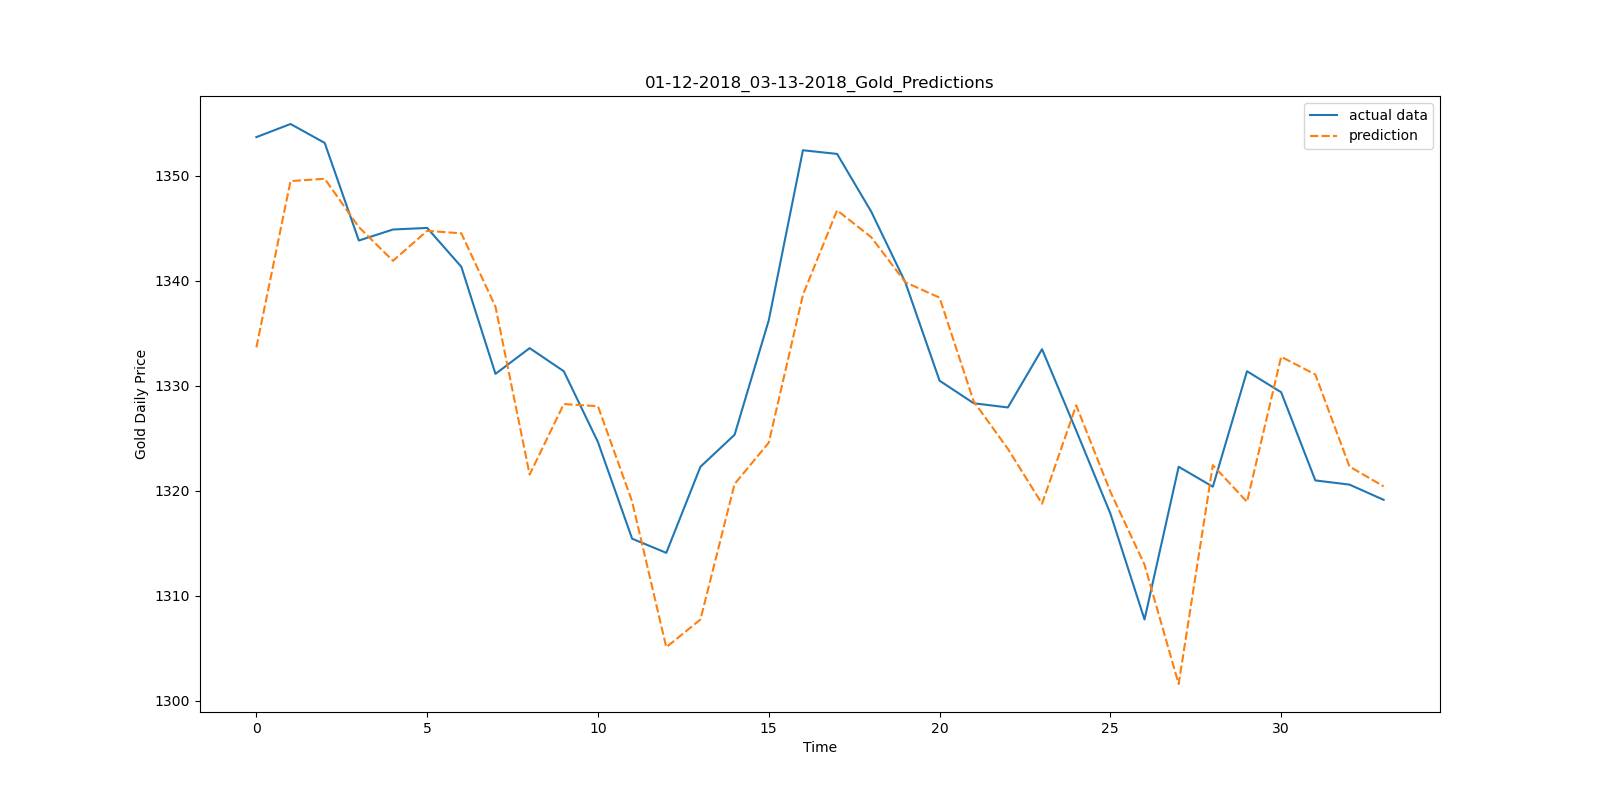 01-12-2018_03-13-2018_Gold_Predictions
actual data
prediction
1350
1340
1330
1320
1310
1300
Gold Daily Price
0 5 10 15 20 25 30
Time